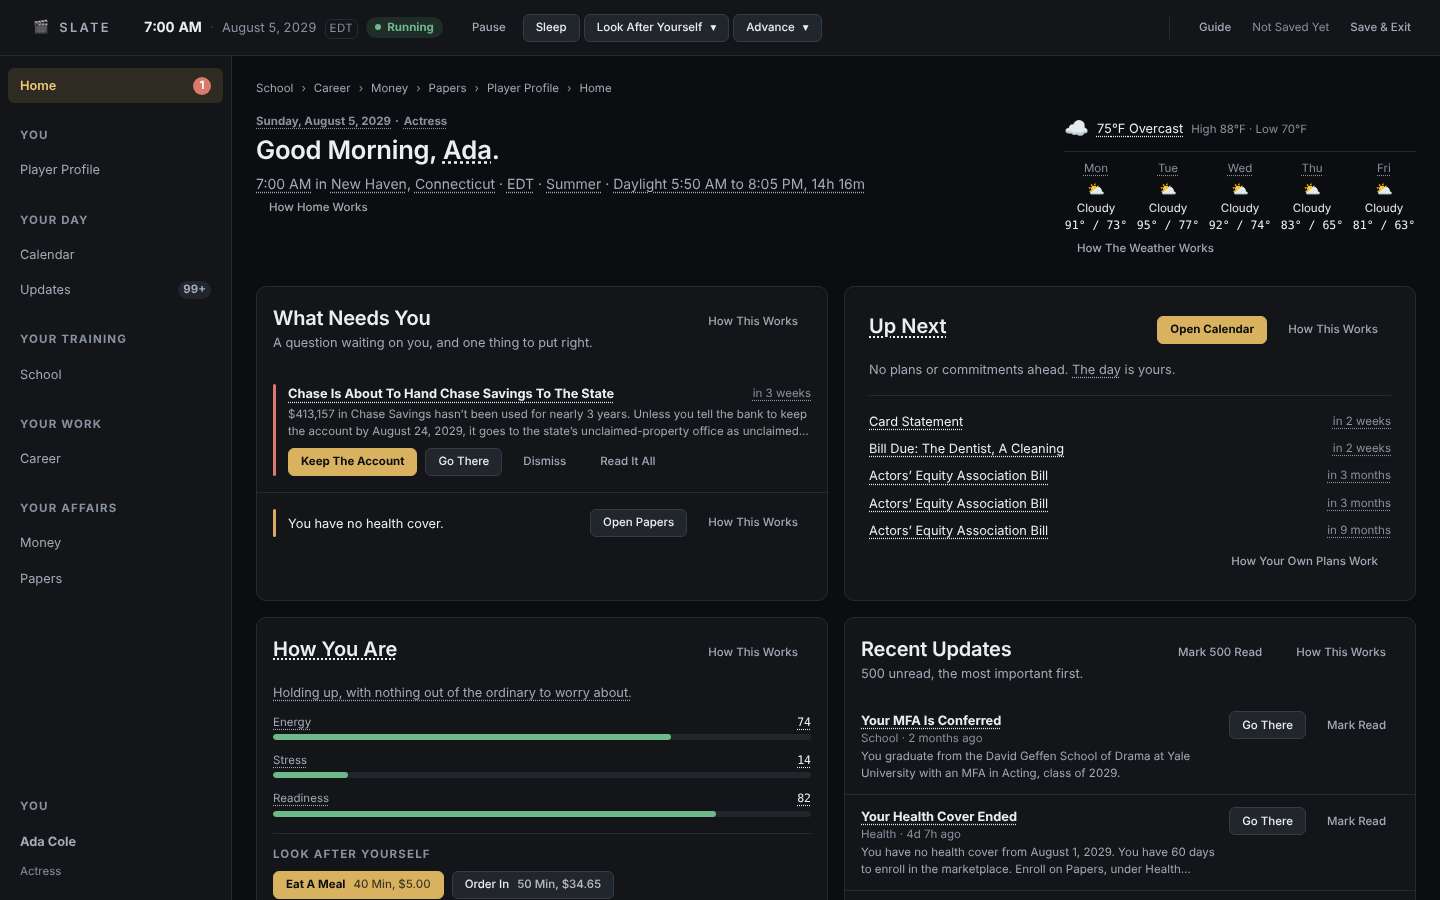 SLATE
7:00 AM · August 5, 2029 EDT Running
Pause
Sleep
Look After Yourself ▾
Advance ▾
Guide
Not Saved Yet
Save & Exit
Home 1
YOU
Player Profile
YOUR DAY
Calendar
Updates 99+
YOUR TRAINING
School
YOUR WORK
Career
YOUR AFFAIRS
Money
Papers
YOU
Ada Cole
Actress
School › Career › Money › Papers › Player Profile › Home
Sunday, August 5, 2029 · Actress
Good Morning, Ada.
7:00 AM in New Haven, Connecticut · EDT · Summer · Daylight 5:50 AM to 8:05 PM, 14h 16m
How Home Works
75°F Overcast High 88°F · Low 70°F
Mon Tue Wed Thu Fri
Cloudy Cloudy Cloudy Cloudy Cloudy
91° / 73° 95° / 77° 92° / 74° 83° / 65° 81° / 63°
How The Weather Works
What Needs You
How This Works
A question waiting on you, and one thing to put right.
Chase Is About To Hand Chase Savings To The State in 3 weeks
$413,157 in Chase Savings hasn't been used for nearly 3 years. Unless you tell the bank to keep
the account by August 24, 2029, it goes to the state's unclaimed-property office as unclaimed...
Keep The Account
Go There
Dismiss
Read It All
You have no health cover.
Open Papers
How This Works
Up Next
Open Calendar
How This Works
No plans or commitments ahead. The day is yours.
Card Statement in 2 weeks
Bill Due: The Dentist, A Cleaning in 2 weeks
Actors' Equity Association Bill in 3 months
Actors' Equity Association Bill in 3 months
Actors' Equity Association Bill in 9 months
How Your Own Plans Work
How You Are
How This Works
Holding up, with nothing out of the ordinary to worry about.
Energy 74
Stress 14
Readiness 82
LOOK AFTER YOURSELF
Eat A Meal 40 Min, $5.00
Order In 50 Min, $34.65
Recent Updates
Mark 500 Read
How This Works
500 unread, the most important first.
Your MFA Is Conferred
Go There
Mark Read
School · 2 months ago
You graduate from the David Geffen School of Drama at Yale
University with an MFA in Acting, class of 2029.
Your Health Cover Ended
Go There
Mark Read
Health · 4d 7h ago
You have no health cover from August 1, 2029. You have 60 days
to enroll in the marketplace. Enroll on Papers, under Health...